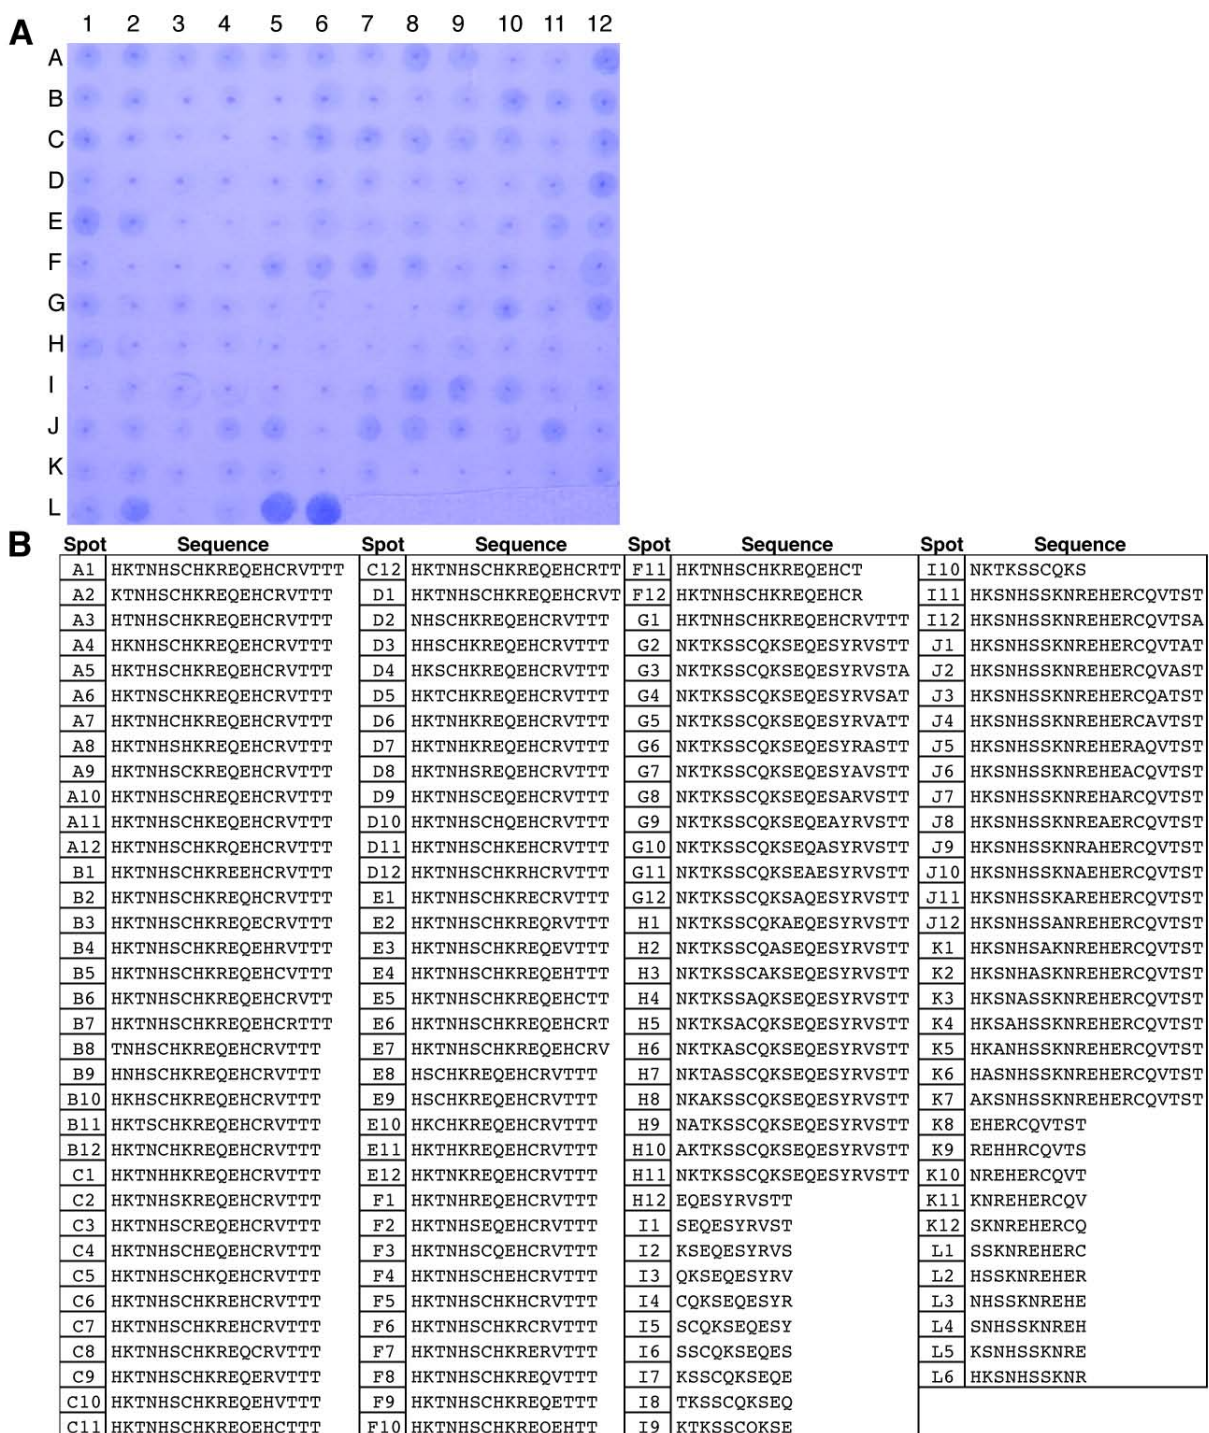 A
1 2 3 4 5 6 7 8 9 10 11 12
A
B
C
D
E
F
G
H
I
J
K
L
B
Spot Sequence Spot Sequence Spot Sequence Spot Sequence
A1 HKTNHSCHKREQEHCRVTTT C12 HKTNHSCHKREQEHCRTT F11 HKTNHSCHKREQEHCT I10 NKTKSSCQKS
A2 KTNHSCHKREQEHCRVTTT D1 HKTNHSCHKREQEHCRVT F12 HKTNHSCHKREQEHCR I11 HKSNHSSKNREHERCQVTST
A3 HTNHSCHKREQEHCRVTTT D2 NHSCHKREQEHCRVTTT G1 HKTNHSCHKREQEHCRVTTT I12 HKSNHSSKNREHERCQVTSA
A4 HKNHSCHKREQEHCRVTTT D3 HHSCHKREQEHCRVTTT G2 NKTKSSCQKSEQESYRVSTT J1 HKSNHSSKNREHERCQVTAT
A5 HKTHSCHKREQEHCRVTTT D4 HKSCHKREQEHCRVTTT G3 NKTKSSCQKSEQESYRVSTA J2 HKSNHSSKNREHERCQVAST
A6 HKTNSCHKREQEHCRVTTT D5 HKTCHKREQEHCRVTTT G4 NKTKSSCQKSEQESYRVSAT J3 HKSNHSSKNREHERCQATST
A7 HKTNHCHKREQEHCRVTTT D6 HKTNHKREQEHCRVTTT G5 NKTKSSCQKSEQESYRVATT J4 HKSNHSSKNREHERCAVTST
A8 HKTNHSHKREQEHCRVTTT D7 HKTNHKREQEHCRVTTT G6 NKTKSSCQKSEQESYRASTT J5 HKSNHSSKNREHERAQVTST
A9 HKTNHSCKREQEHCRVTTT D8 HKTNHSREQEHCRVTTT G7 NKTKSSCQKSEQESYAVSTT J6 HKSNHSSKNREHEACQVTST
A10 HKTNHSCHREQEHCRVTTT D9 HKTNHSCEQEHCRVTTT G8 NKTKSSCQKSEQESARVSTT J7 HKSNHSSKNREHARCQVTST
A11 HKTNHSCHKEQEHCRVTTT D10 HKTNHSCHQEHCRVTTT G9 NKTKSSCQKSEQEAYRVSTT J8 HKSNHSSKNREAERCQVTST
A12 HKTNHSCHKRQEHCRVTTT D11 HKTNHSCHKEHCRVTTT G10 NKTKSSCQKSEQASYRVSTT J9 HKSNHSSKNRAHERCQVTST
B1 HKTNHSCHKREEHCRVTTT D12 HKTNHSCHKRHCRVTTT G11 NKTKSSCQKSEAESYRVSTT J10 HKSNHSSKNAEHERCQVTST
B2 HKTNHSCHKREQHCRVTTT E1 HKTNHSCHKRECRVTTT G12 NKTKSSCQKSAQESYRVSTT J11 HKSNHSSKAREHERCQVTST
B3 HKTNHSCHKREQECRVTTT E2 HKTNHSCHKREQRVTTT H1 NKTKSSCQKAEQESYRVSTT J12 HKSNHSSANREHERCQVTST
B4 HKTNHSCHKREQEHRVTTT E3 HKTNHSCHKREQEVTTT H2 NKTKSSCQASEQESYRVSTT K1 HKSNHSAKNREHERCQVTST
B5 HKTNHSCHKREQEHCVTTT E4 HKTNHSCHKREQEHTTT H3 NKTKSSCAKSEQESYRVSTT K2 HKSNHASKNREHERCQVTST
B6 HKTNHSCHKREQEHCRVTT E5 HKTNHSCHKREQEHCTT H4 NKTKSSAQKSEQESYRVSTT K3 HKSNASSKNREHERCQVTST
B7 HKTNHSCHKREQEHCRTTT E6 HKTNHSCHKREQEHCRT H5 NKTKSACQKSEQESYRVSTT K4 HKSAHSSKNREHERCQVTST
B8 TNHSCHKREQEHCRVTTT E7 HKTNHSCHKREQEHCRV H6 NKTKASCQKSEQESYRVSTT K5 HKANHSSKNREHERCQVTST
B9 HNHSCHKREQEHCRVTTT E8 HSCHKREQEHCRVTTT H7 NKTASSCQKSEQESYRVSTT K6 HASNHSSKNREHERCQVTST
B10 HKHSCHKREQEHCRVTTT E9 HSCHKREQEHCRVTTT H8 NKAKSSCQKSEQESYRVSTT K7 AKSNHSSKNREHERCQVTST
B11 HKTSCHKREQEHCRVTTT E10 HKCHKREQEHCRVTTT H9 NATKSSCQKSEQESYRVSTT K8 EHERCQVTST
B12 HKTNCHKREQEHCRVTTT E11 HKTHKREQEHCRVTTT H10 AKTKSSCQKSEQESYRVSTT K9 REHHRCQVTS
C1 HKTNHHKREQEHCRVTTT E12 HKTNKREQEHCRVTTT H11 NKTKSSCQKSEQESYRVSTT K10 NREHERCQVT
C2 HKTNHSKREQEHCRVTTT F1 HKTNHREQEHCRVTTT H12 EQESYRVSTT K11 KNREHERCQV
C3 HKTNHSCREQEHCRVTTT F2 HKTNHSEQEHCRVTTT I1 SEQESYRVST K12 SKNREHERCQ
C4 HKTNHSCHEQEHCRVTTT F3 HKTNHSCQEHCRVTTT I2 KSEQESYRVS L1 SSKNREHERC
C5 HKTNHSCHKQEHCRVTTT F4 HKTNHSCHEHCRVTTT I3 QKSEQESYRV L2 HSSKNREHER
C6 HKTNHSCHKREHCRVTTT F5 HKTNHSCHKHCRVTTT I4 CQKSEQESYR L3 NHSSKNREHE
C7 HKTNHSCHKREHCRVTTT F6 HKTNHSCHKRCRVTTT I5 SCQKSEQESY L4 SNHSSKNREH
C8 HKTNHSCHKREQCRVTTT F7 HKTNHSCHKRERVTTT I6 SSCQKSEQES L5 KSNHSSKNRE
C9 HKTNHSCHKREQERVTTT F8 HKTNHSCHKREQVTTT I7 KSSCQKSEQE L6 HKSNHSSKNR
C10 HKTNHSCHKREQEHVTTT F9 HKTNHSCHKREQETTT I8 TKSSCQKSEQ
C11 HKTNHSCHKREQEHCTTT F10 HKTNHSCHKREQEHTT I9 KTKSSCQKSE